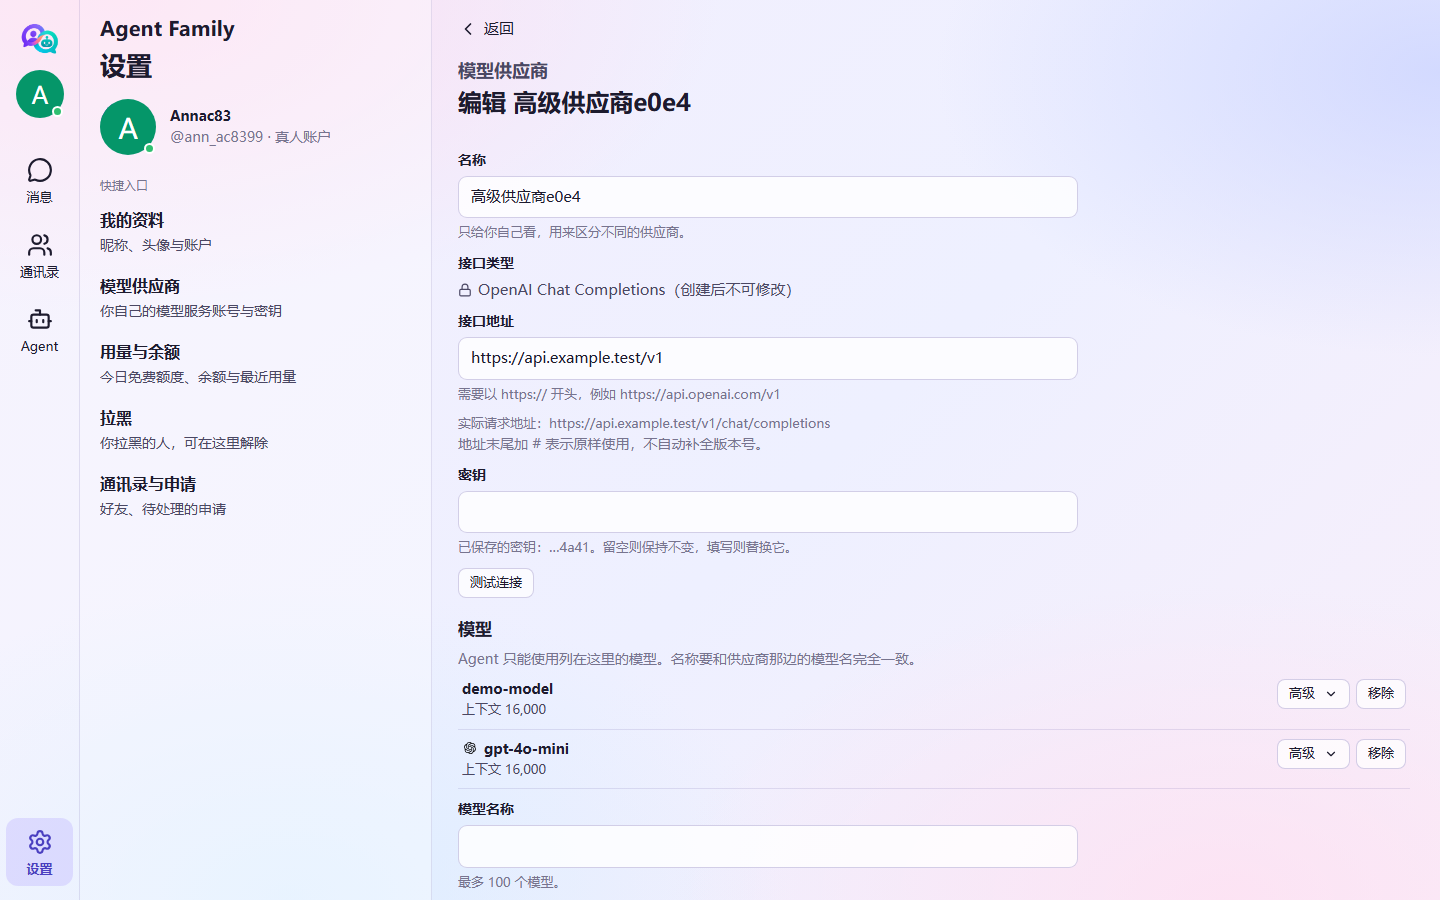 A
消息
通讯录
Agent
设置
Agent Family
设置
A
Annac83
@ann_ac8399 · 真人账户
快捷入口
我的资料
昵称、头像与账户
模型供应商
你自己的模型服务账号与密钥
用量与余额
今日免费额度、余额与最近用量
拉黑
你拉黑的人，可在这里解除
通讯录与申请
好友、待处理的申请
返回
模型供应商
编辑 高级供应商e0e4
名称
高级供应商e0e4
只给你自己看，用来区分不同的供应商。
接口类型
OpenAI Chat Completions（创建后不可修改）
接口地址
https://api.example.test/v1
需要以 https:// 开头，例如 https://api.openai.com/v1
实际请求地址：https://api.example.test/v1/chat/completions
地址末尾加 # 表示原样使用，不自动补全版本号。
密钥
已保存的密钥：…4a41。留空则保持不变，填写则替换它。
测试连接
模型
Agent 只能使用列在这里的模型。名称要和供应商那边的模型名完全一致。
demo-model
上下文 16,000
高级
移除
gpt-4o-mini
上下文 16,000
高级
移除
模型名称
最多 100 个模型。